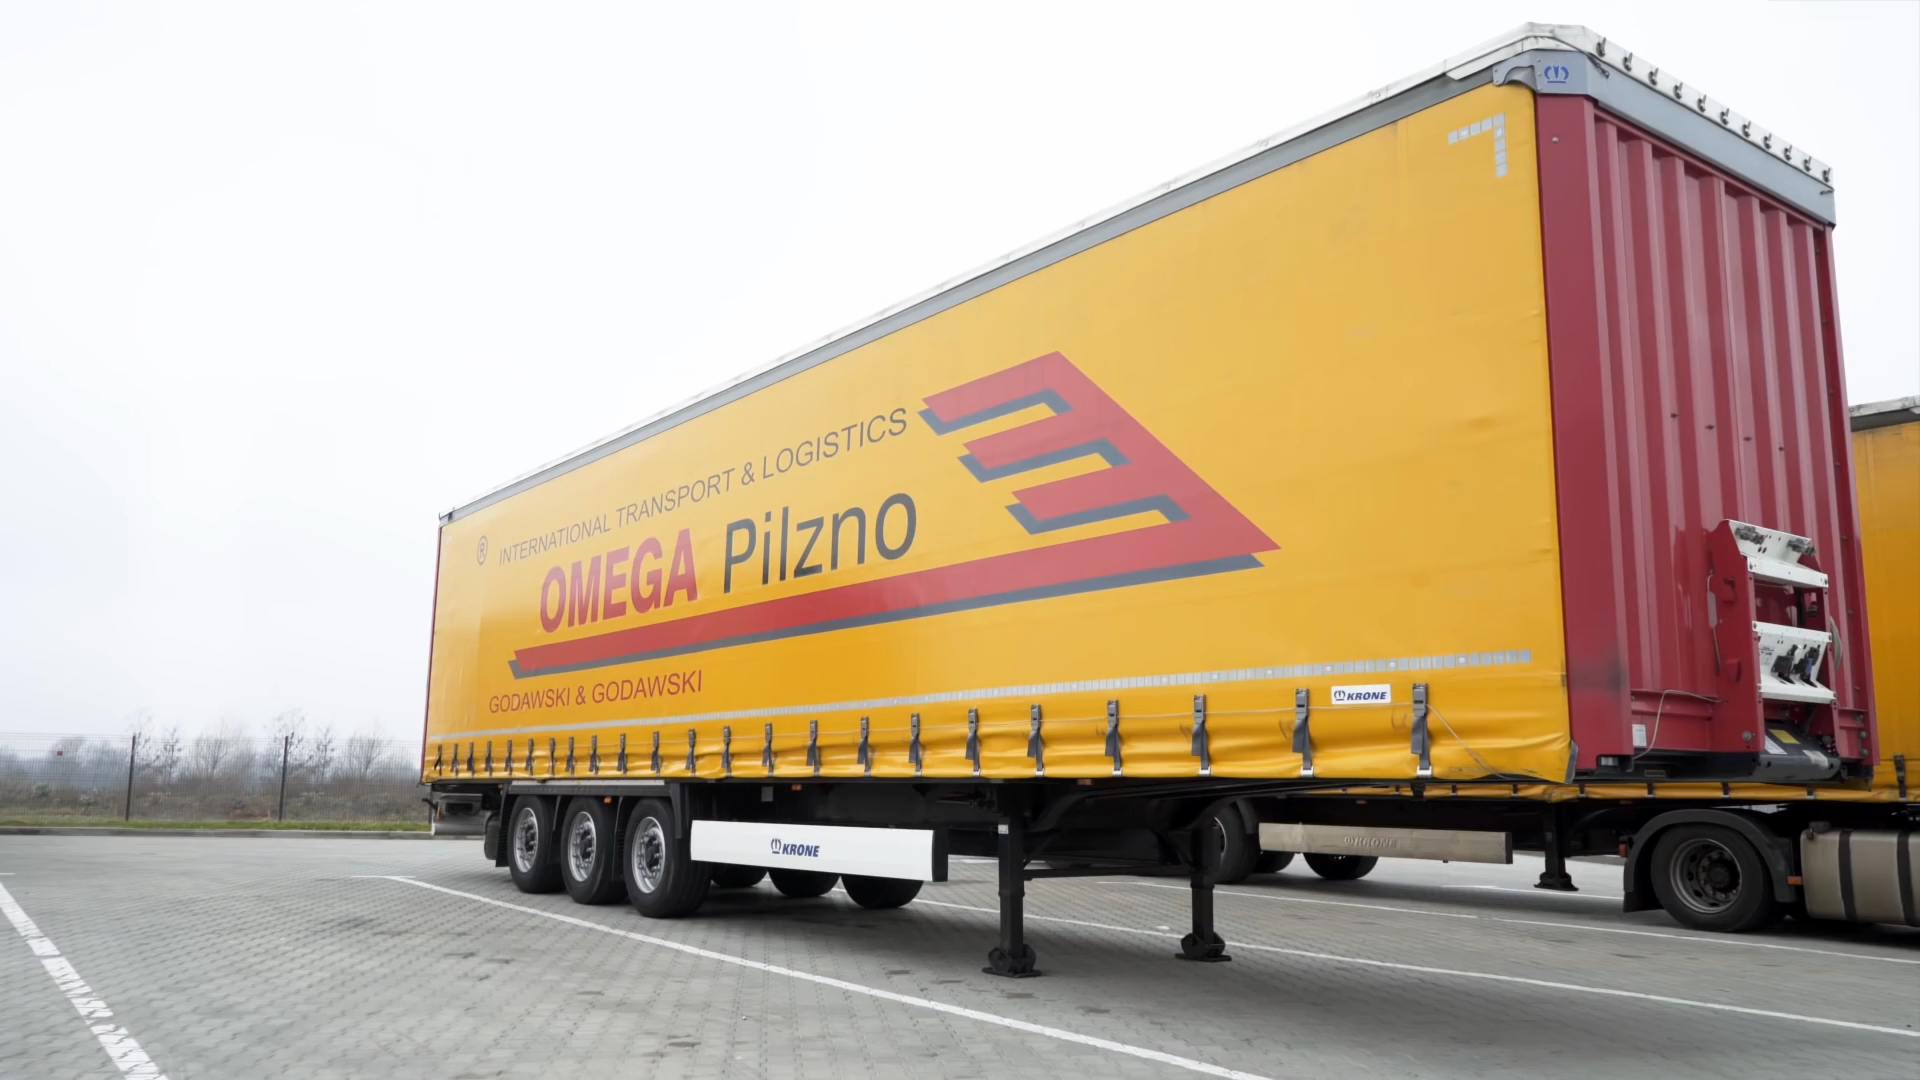 INTERNATIONAL TRANSPORT & LOGISTICS
® OMEGA Pilzno
GODAWSKI & GODAWSKI
KRONE
KRONE
KRONE